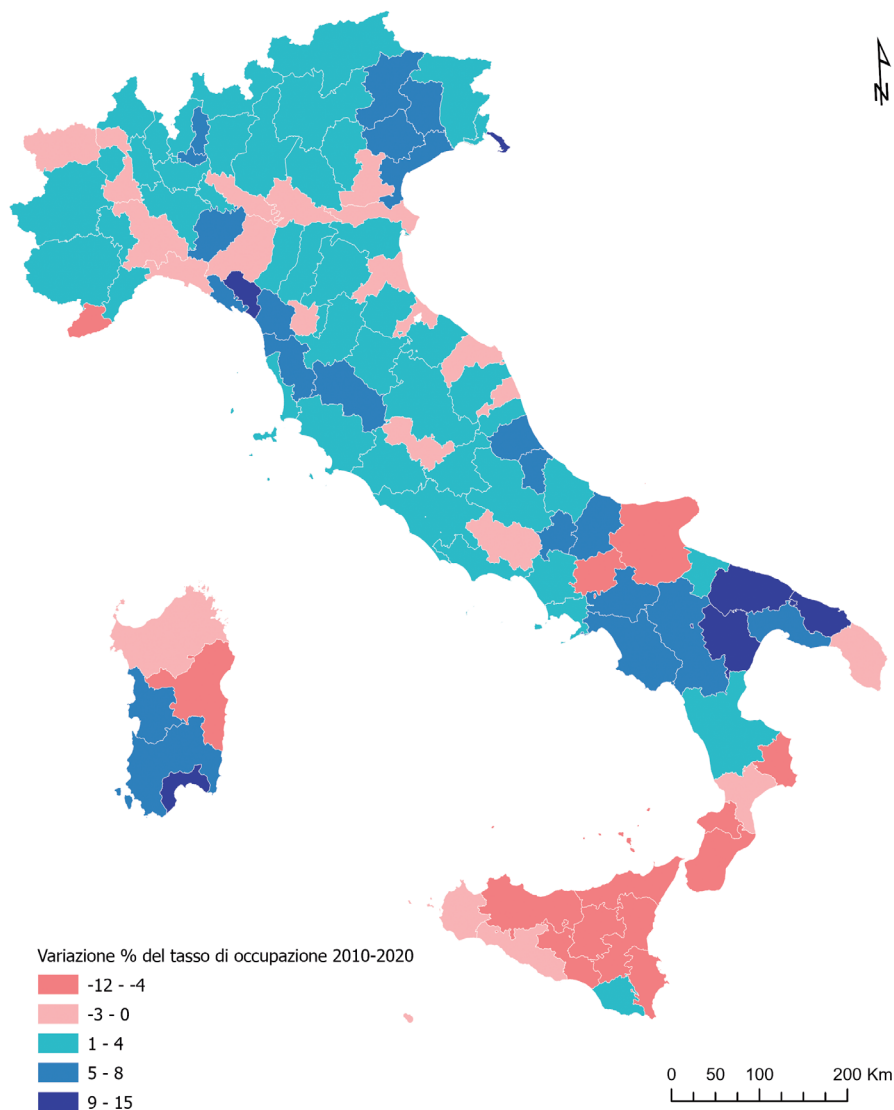 N
Variazione % del tasso di occupazione 2010-2020
-12 - -4
-3 - 0
1 - 4
5 - 8
9 - 15
0 50 100 200 Km